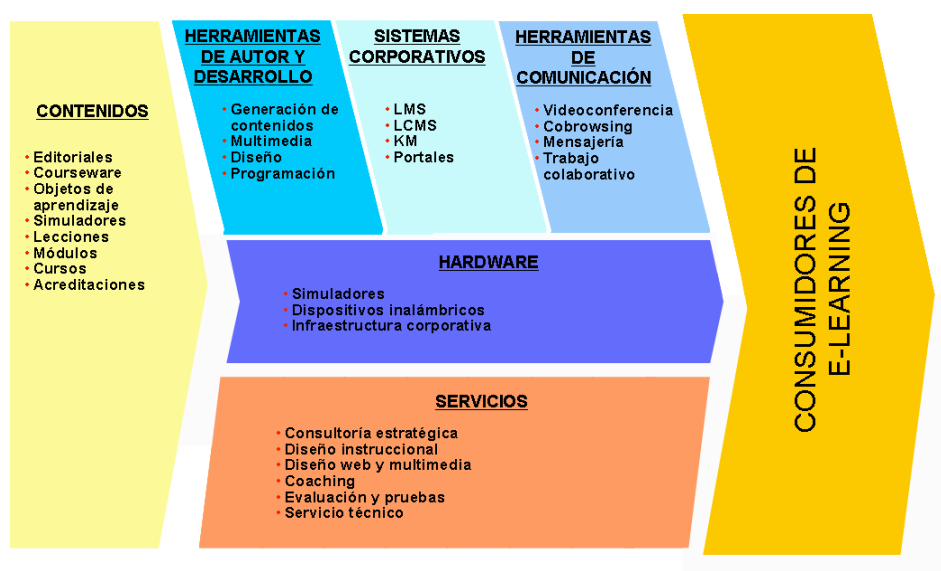 CONTENIDOS
• Editoriales
• Courseware
• Objetos de
aprendizaje
• Simuladores
• Lecciones
• Módulos
• Cursos
• Acreditaciones
HERRAMIENTAS
DE AUTOR Y
DESARROLLO
• Generación de
contenidos
• Multimedia
• Diseño
• Programación
SISTEMAS
CORPORATIVOS
• LMS
• LCMS
• KM
• Portales
HERRAMIENTAS
DE
COMUNICACIÓN
• Videoconferencia
• Cobrowsing
• Mensajería
• Trabajo
colaborativo
HARDWARE
• Simuladores
• Dispositivos inalámbricos
• Infraestructura corporativa
SERVICIOS
• Consultoría estratégica
• Diseño instruccional
• Diseño web y multimedia
• Coaching
• Evaluación y pruebas
• Servicio técnico
CONSUMIDORES DE
E-LEARNING